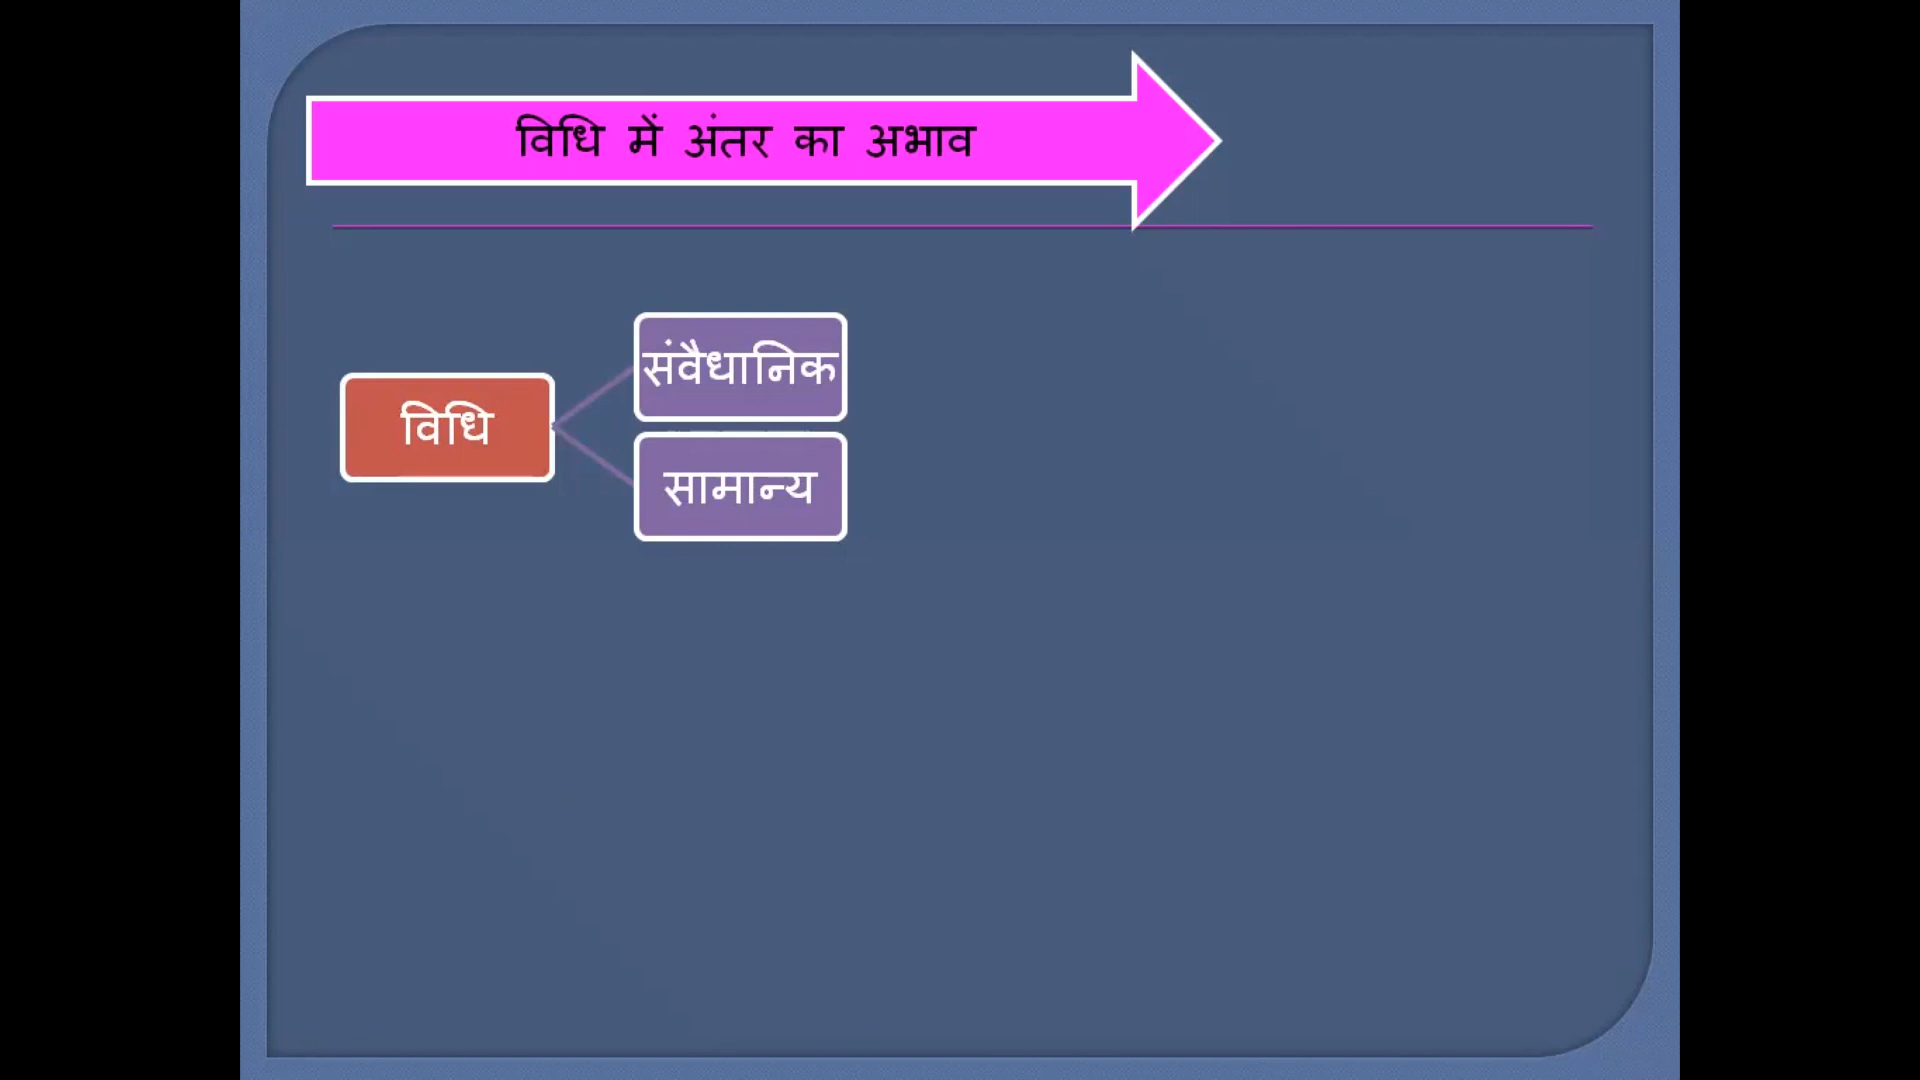 विधि में अंतर का अभाव
विधि
संवैधानिक
सामान्य